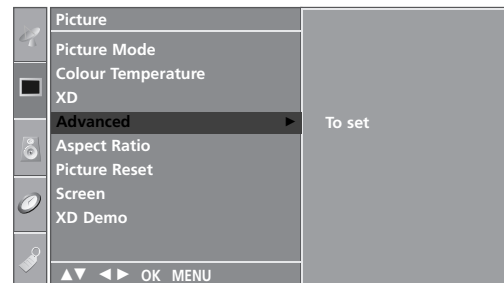 Picture
Picture Mode
Colour Temperature
XD
Advanced ► To set
Aspect Ratio
Picture Reset
Screen
XD Demo
▲▼ ◄► OK MENU